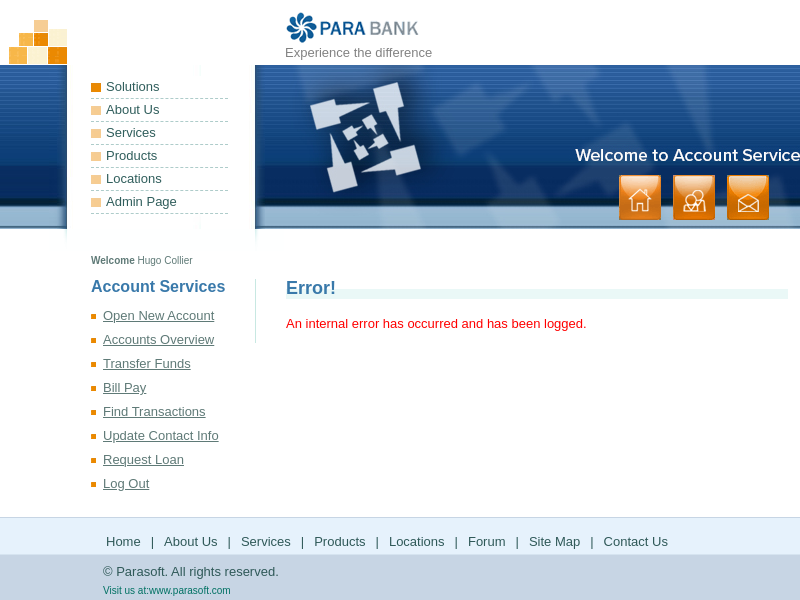 PARA BANK
Experience the difference
Solutions
About Us
Services
Products
Locations
Admin Page
Welcome to Account Service
Welcome Hugo Collier
Account Services
Open New Account
Accounts Overview
Transfer Funds
Bill Pay
Find Transactions
Update Contact Info
Request Loan
Log Out
Error!
An internal error has occurred and has been logged.
Home | About Us | Services | Products | Locations | Forum | Site Map | Contact Us
© Parasoft. All rights reserved.
Visit us at:www.parasoft.com